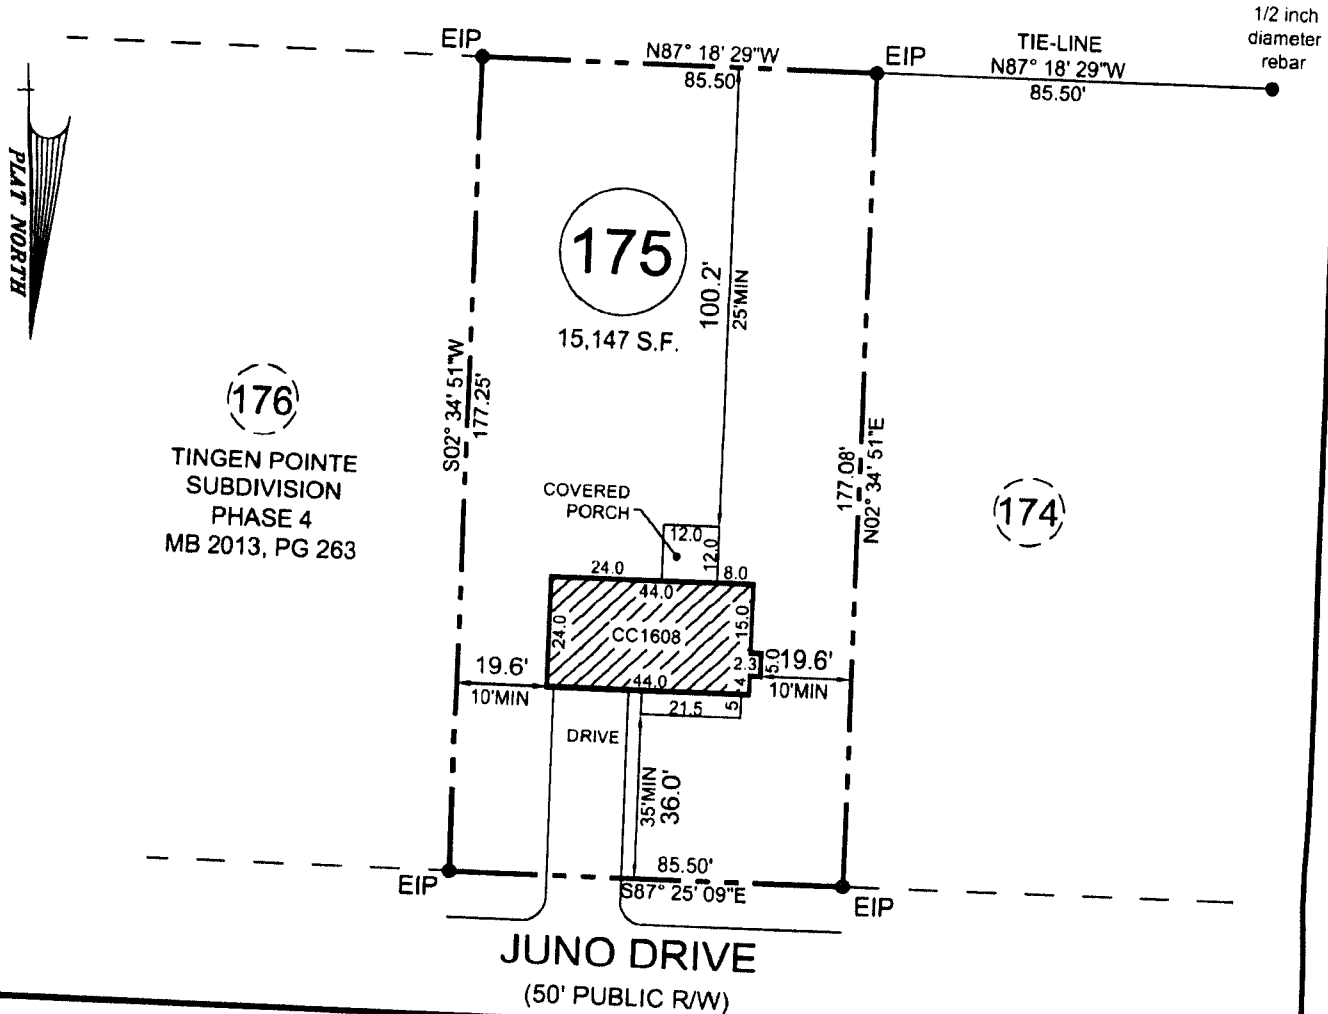 1/2 inch
diameter
rebar
EIP
N87° 18' 29"W
85.50'
EIP
TIE-LINE
N87° 18' 29"W
85.50'
PLAT NORTH
175
15,147 S.F.
100.2'
25'MIN
S02° 34' 51"W
177.25'
176
TINGEN POINTE
SUBDIVISION
PHASE 4
MB 2013, PG 263
177.08'
N02° 34' 51"E
174
COVERED
PORCH
12.0
12.0
24.0
8.0
44.0
24.0
CC1608
15.0
2.3
5.0
4
44.0
19.6'
10'MIN
19.6'
10'MIN
21.5
5
DRIVE
35'MIN
36.0'
85.50'
S87° 25' 09"E
EIP
EIP
JUNO DRIVE
(50' PUBLIC R/W)